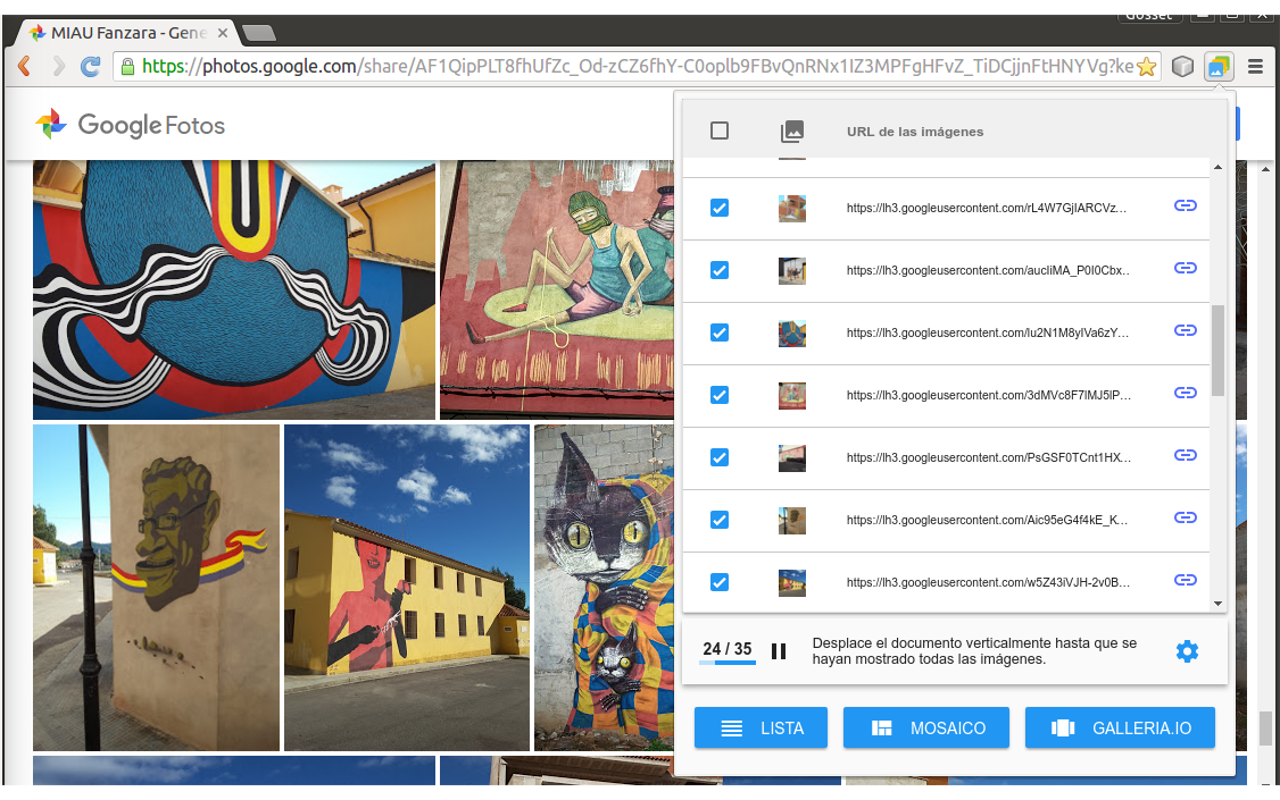 Gosset
MIAU Fanzara - Gene
https://photos.google.com/share/AF1QipPLT8fhUfZc_Od-zCZ6fhY-C0oplb9FBvQnRNx1IZ3MPFgHFvZ_TiDCjjnFtHNYVg?ke
Google Fotos
URL de las imágenes
https://lh3.googleusercontent.com/rL4W7GjIARCVz...
https://lh3.googleusercontent.com/aucIiMA_P0I0Cbx..
https://lh3.googleusercontent.com/lu2N1M8yIVa6zY...
https://lh3.googleusercontent.com/3dMVc8F7lMJ5lP...
https://lh3.googleusercontent.com/PsGSF0TCnt1HX...
https://lh3.googleusercontent.com/Aic95eG4f4kE_K...
https://lh3.googleusercontent.com/w5Z43iVJH-2v0B...
24 / 35
Desplace el documento verticalmente hasta que se
hayan mostrado todas las imágenes.
LISTA
MOSAICO
GALLERIA.IO